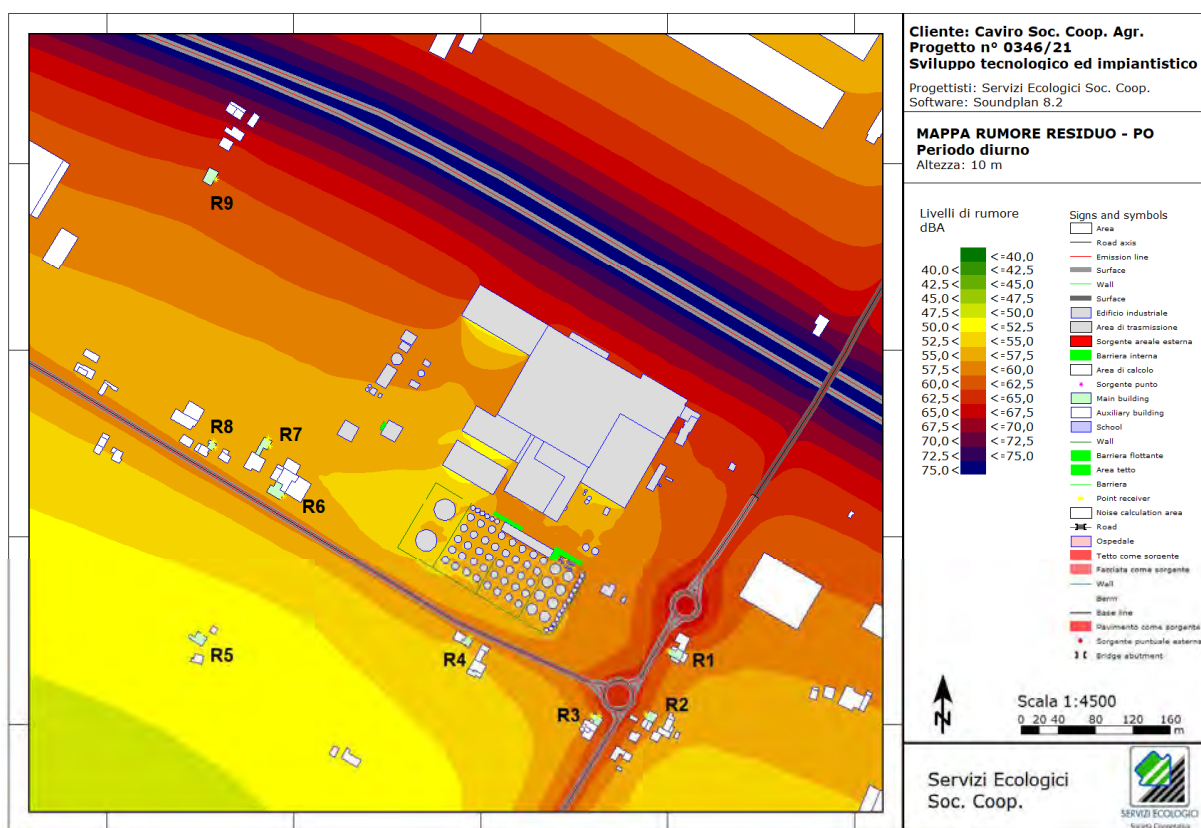 Cliente: Caviro Soc. Coop. Agr.
Progetto n° 0346/21
Sviluppo tecnologico ed impiantistico
Progettisti: Servizi Ecologici Soc. Coop.
Software: Soundplan 8.2
MAPPA RUMORE RESIDUO - PO
Periodo diurno
Altezza: 10 m
Livelli di rumore
dBA
<=40,0
40,0< <=42,5
42,5< <=45,0
45,0< <=47,5
47,5< <=50,0
50,0< <=52,5
52,5< <=55,0
55,0< <=57,5
57,5< <=60,0
60,0< <=62,5
62,5< <=65,0
65,0< <=67,5
67,5< <=70,0
70,0< <=72,5
72,5< <=75,0
75,0<
Signs and symbols
Area
Road axis
Emission line
Surface
Wall
Surface
Edificio industriale
Area di trasmissione
Sorgente areale esterna
Barriera interna
Area di calcolo
Sorgente punto
Main building
Auxiliary building
School
Wall
Barriera flottante
Area tetto
Barriera
Point receiver
Noise calculation area
Road
Ospedale
Tetto come sorgente
Facciata come sorgente
Wall
Berm
Base line
Pavimento come sorgente
Sorgente puntuale esterna
Bridge abutment
R9
R8
R7
R6
R5
R4
R1
R3
R2
N
Scala 1:4500
0 20 40 80 120 160
m
Servizi Ecologici
Soc. Coop.
SERVIZI ECOLOGICI
Società Cooperativa